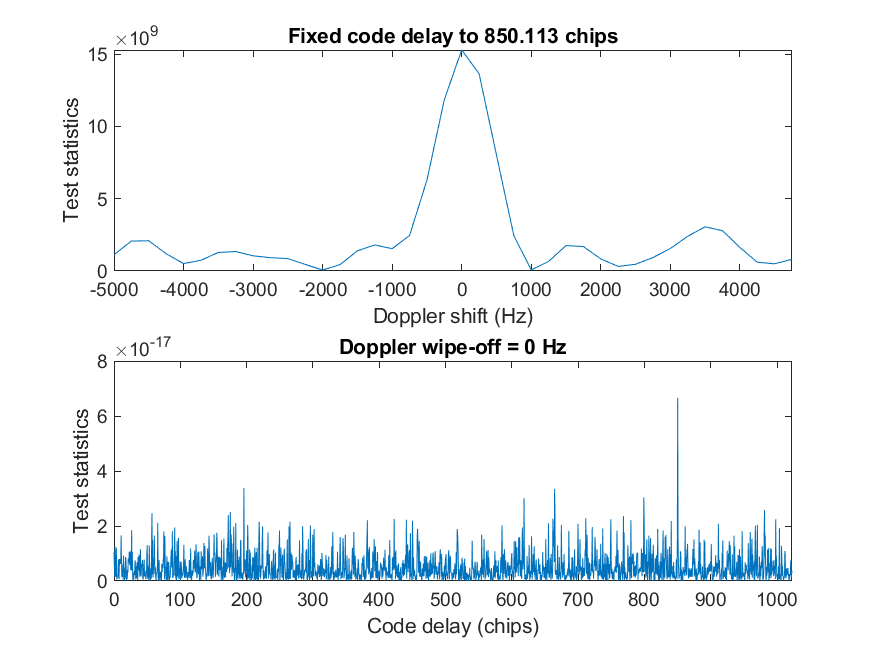 Fixed code delay to 850.113 chips
×10^9
15
10
5
0
Test statistics
-5000 -4000 -3000 -2000 -1000 0 1000 2000 3000 4000
Doppler shift (Hz)
Doppler wipe-off = 0 Hz
×10^-17
8
6
4
2
0
Test statistics
0 100 200 300 400 500 600 700 800 900 1000
Code delay (chips)